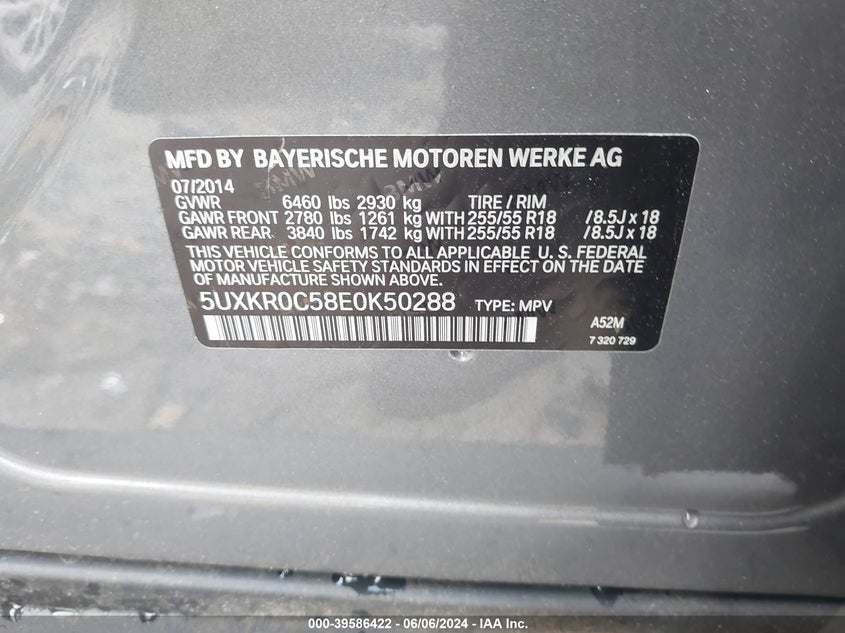 MFD BY BAYERISCHE MOTOREN WERKE AG
07/2014
GVWR 6460 lbs 2930 kg TIRE / RIM
GAWR FRONT 2780 lbs 1261 kg WITH 255/55 R18 /8.5J x 18
GAWR REAR 3840 lbs 1742 kg WITH 255/55 R18 /8.5J x 18
THIS VEHICLE CONFORMS TO ALL APPLICABLE U. S. FEDERAL
MOTOR VEHICLE SAFETY STANDARDS IN EFFECT ON THE DATE
OF MANUFACTURE SHOWN ABOVE.
5UXKR0C58E0K50288 TYPE: MPV
A52M
7 320 729
000-39586422 - 06/06/2024 - IAA Inc.